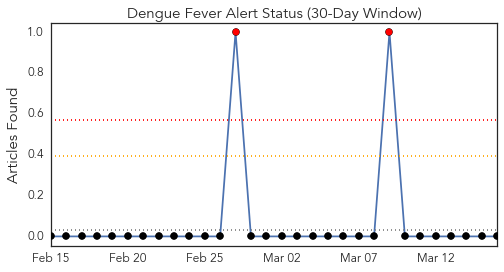 Dengue Fever Alert Status (30-Day Window)
Articles Found
1.0
0.8
0.6
0.4
0.2
0.0
Feb 15 Feb 20 Feb 25 Mar 02 Mar 07 Mar 12